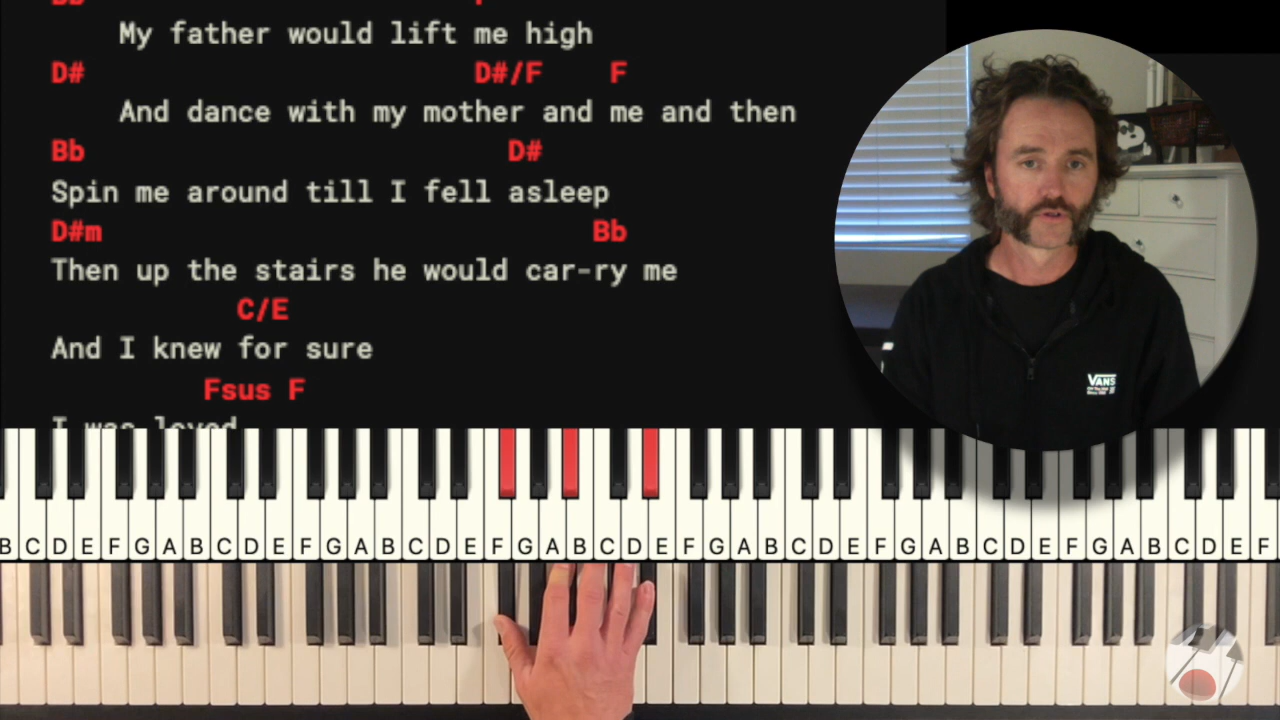 My father would lift me high
D# D#/F F
And dance with my mother and me and then
Bb D#
Spin me around till I fell asleep
D#m Bb
Then up the stairs he would car-ry me
C/E
And I knew for sure
Fsus F
I was loved
VANS
B C D E F G A B C D E F G A B C D E F G A B C D E F G A B C D E F G A B C D E F G A B C D E F